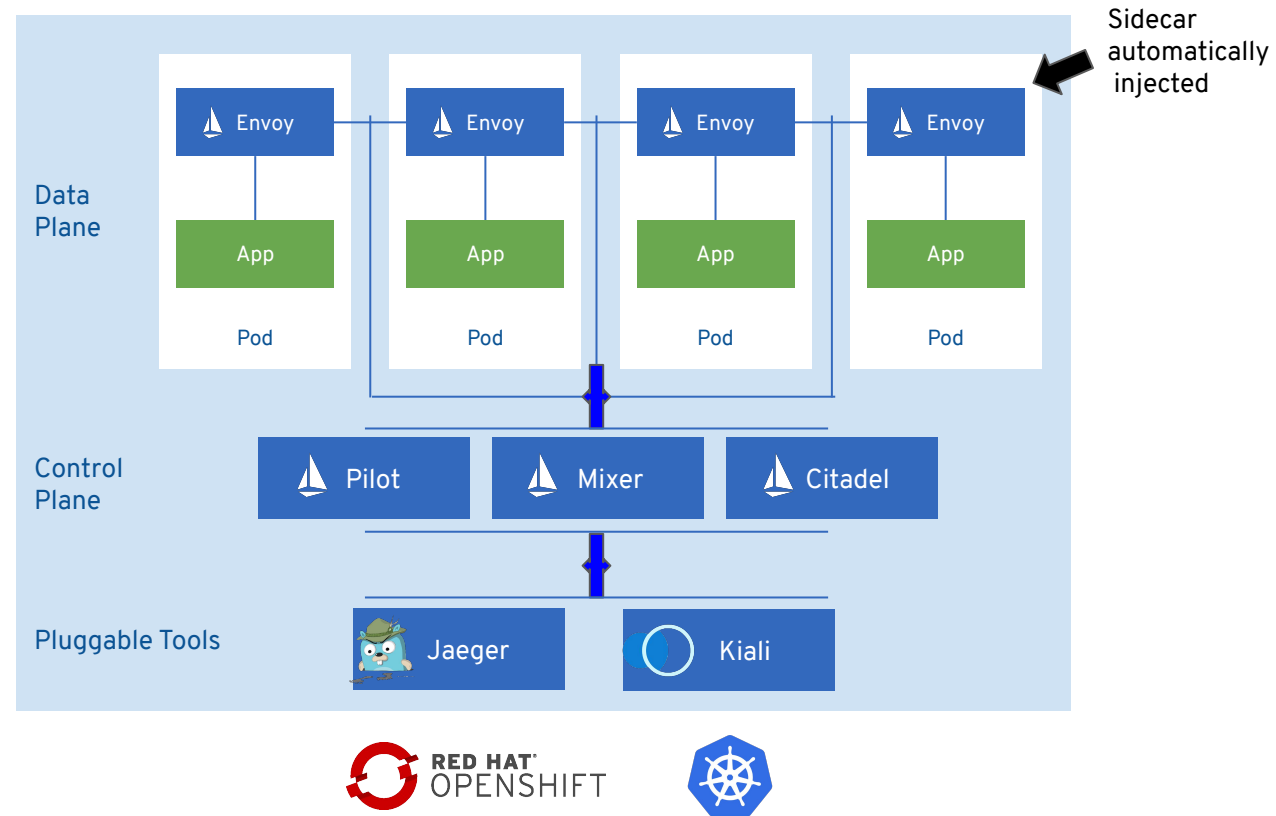 Sidecar
automatically
injected
Envoy
Envoy
Envoy
Envoy
Data
Plane
App
App
App
App
Pod
Pod
Pod
Pod
Control
Plane
Pilot
Mixer
Citadel
Pluggable Tools
Jaeger
Kiali
RED HAT®
OPENSHIFT